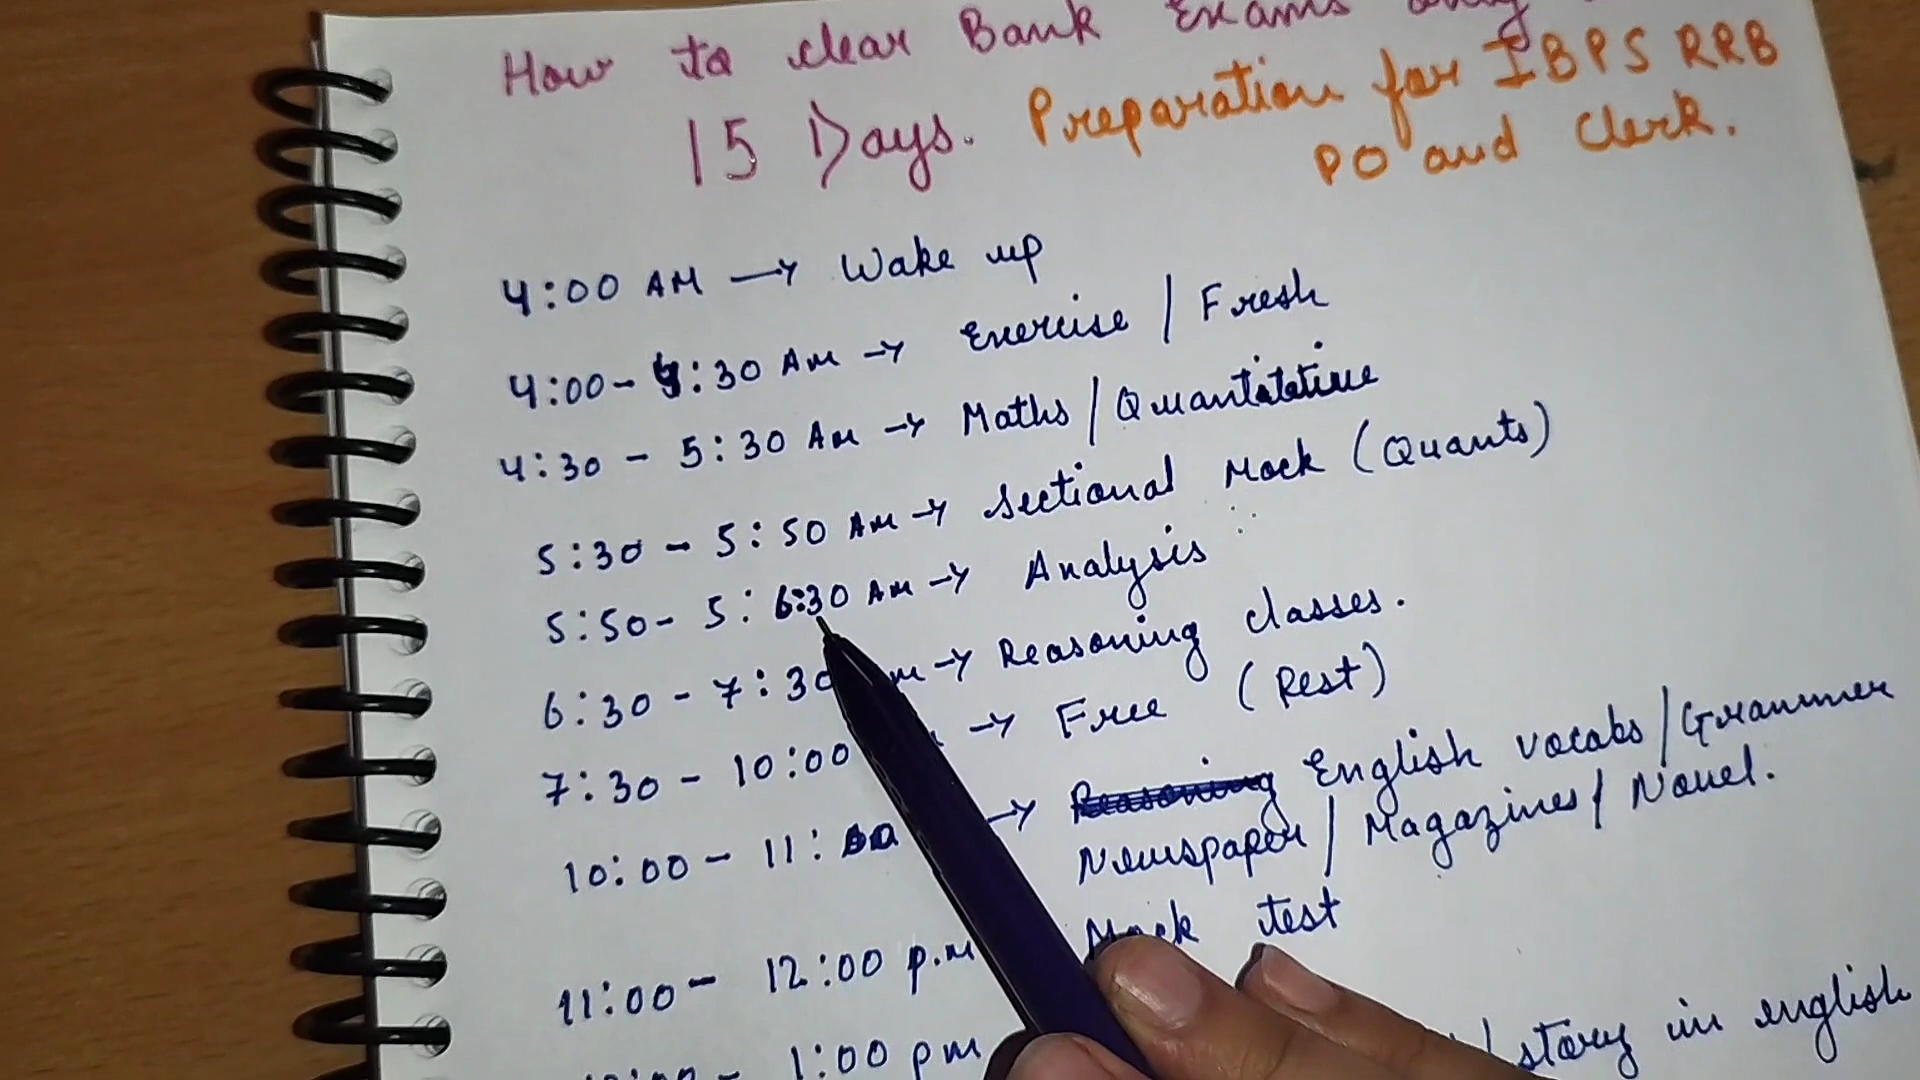 How to clear Bank Exams only
15 Days. Preparation for IBPS RRB
PO and Clerk.
4:00 AM → Wake up
4:00- 4:30 AM → Exercise / Fresh
4:30 - 5:30 AM → Maths / Quantitative
5:30 - 5:50 AM → Sectional Mock (Quants)
5:50- 5: 6:30 AM → Analysis
6:30 - 7:30 → Reasoning classes.
7:30 - 10:00 → Free (Rest)
10:00 - 11: → Reasoning English vocabs / Grammer
Newspaper / Magazines / Novel.
11:00 - 12:00 p.m Mock test
- 1:00 pm / story in english